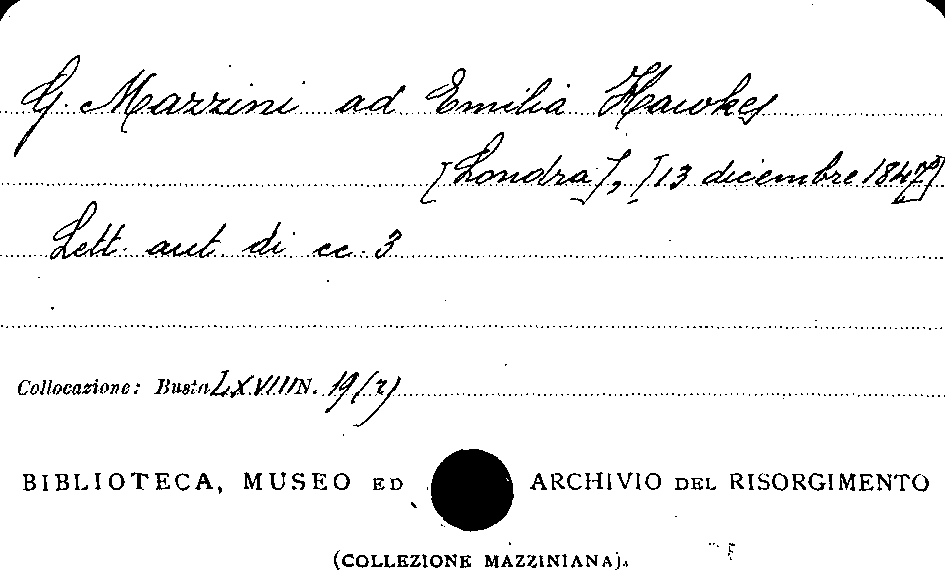 G. Mazzini ad Emilia Hawkes
[Londra], [13 dicembre 1847]
Lett. aut. di cc. 3
Collocazione: Busta LXVIII N. 19(2)
BIBLIOTECA, MUSEO ED ARCHIVIO DEL RISORGIMENTO
(COLLEZIONE MAZZINIANA).